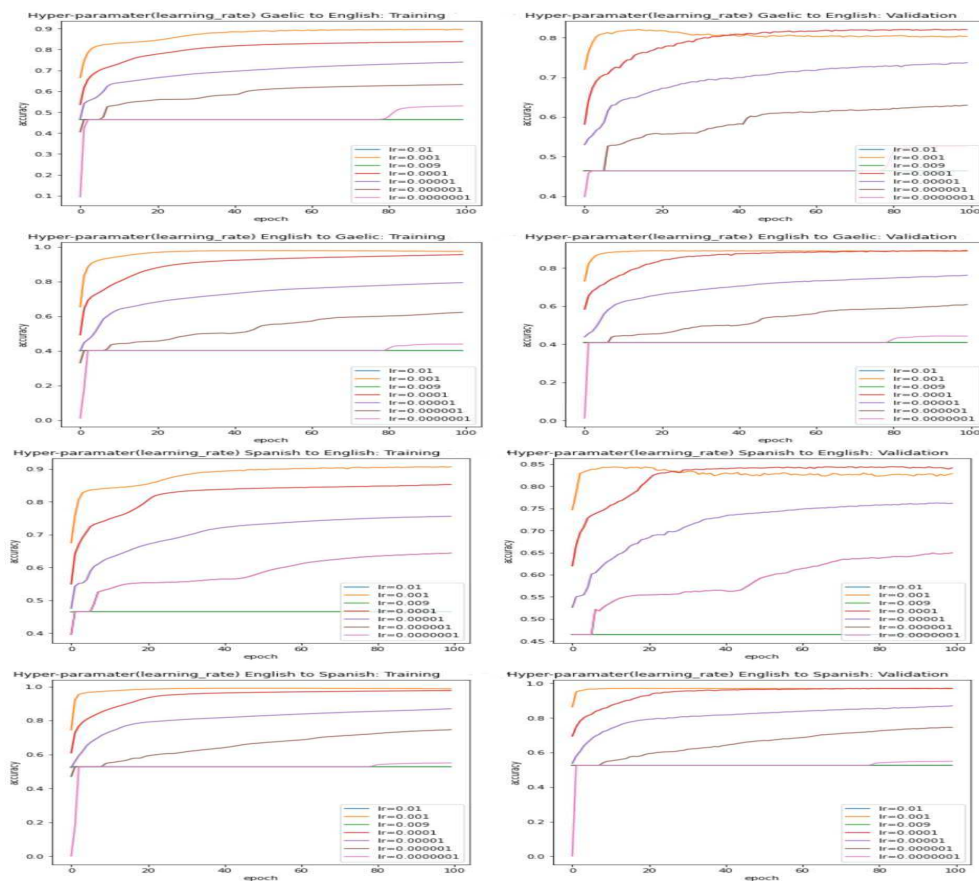 Hyper-paramater(learning_rate) Gaelic to English: Training
0.9
0.8
0.7
0.6
0.5
0.4
0.3
0.2
0.1
accuracy
lr=0.01
lr=0.001
lr=0.009
lr=0.0001
lr=0.00001
lr=0.000001
lr=0.0000001
0 20 40 60 80 100
epoch
Hyper-paramater(learning_rate) Gaelic to English: Validation
0.8
0.7
0.6
0.5
0.4
accuracy
lr=0.01
lr=0.001
lr=0.009
lr=0.0001
lr=0.00001
lr=0.000001
lr=0.0000001
0 20 40 60 80 100
epoch
Hyper-paramater(learning_rate) English to Gaelic: Training
1.0
0.8
0.6
0.4
0.2
0.0
accuracy
lr=0.01
lr=0.001
lr=0.009
lr=0.0001
lr=0.00001
lr=0.000001
lr=0.0000001
0 20 40 60 80 100
epoch
Hyper-paramater(learning_rate) English to Gaelic: Validation
0.8
0.6
0.4
0.2
0.0
accuracy
lr=0.01
lr=0.001
lr=0.009
lr=0.0001
lr=0.00001
lr=0.000001
lr=0.0000001
0 20 40 60 80 100
epoch
Hyper-paramater(learning_rate) Spanish to English: Training
0.9
0.8
0.7
0.6
0.5
0.4
accuracy
lr=0.01
lr=0.001
lr=0.009
lr=0.0001
lr=0.00001
lr=0.000001
lr=0.0000001
0 20 40 60 80 100
epoch
Hyper-paramater(learning_rate) Spanish to English: Validation
0.85
0.80
0.75
0.70
0.65
0.60
0.55
0.50
0.45
accuracy
lr=0.01
lr=0.001
lr=0.009
lr=0.0001
lr=0.00001
lr=0.000001
lr=0.0000001
0 20 40 60 80 100
epoch
Hyper-paramater(learning_rate) English to Spanish: Training
1.0
0.8
0.6
0.4
0.2
0.0
accuracy
lr=0.01
lr=0.001
lr=0.009
lr=0.0001
lr=0.00001
lr=0.000001
lr=0.0000001
0 20 40 60 80 100
epoch
Hyper-paramater(learning_rate) English to Spanish: Validation
1.0
0.8
0.6
0.4
0.2
0.0
accuracy
lr=0.01
lr=0.001
lr=0.009
lr=0.0001
lr=0.00001
lr=0.000001
lr=0.0000001
0 20 40 60 80 100
epoch